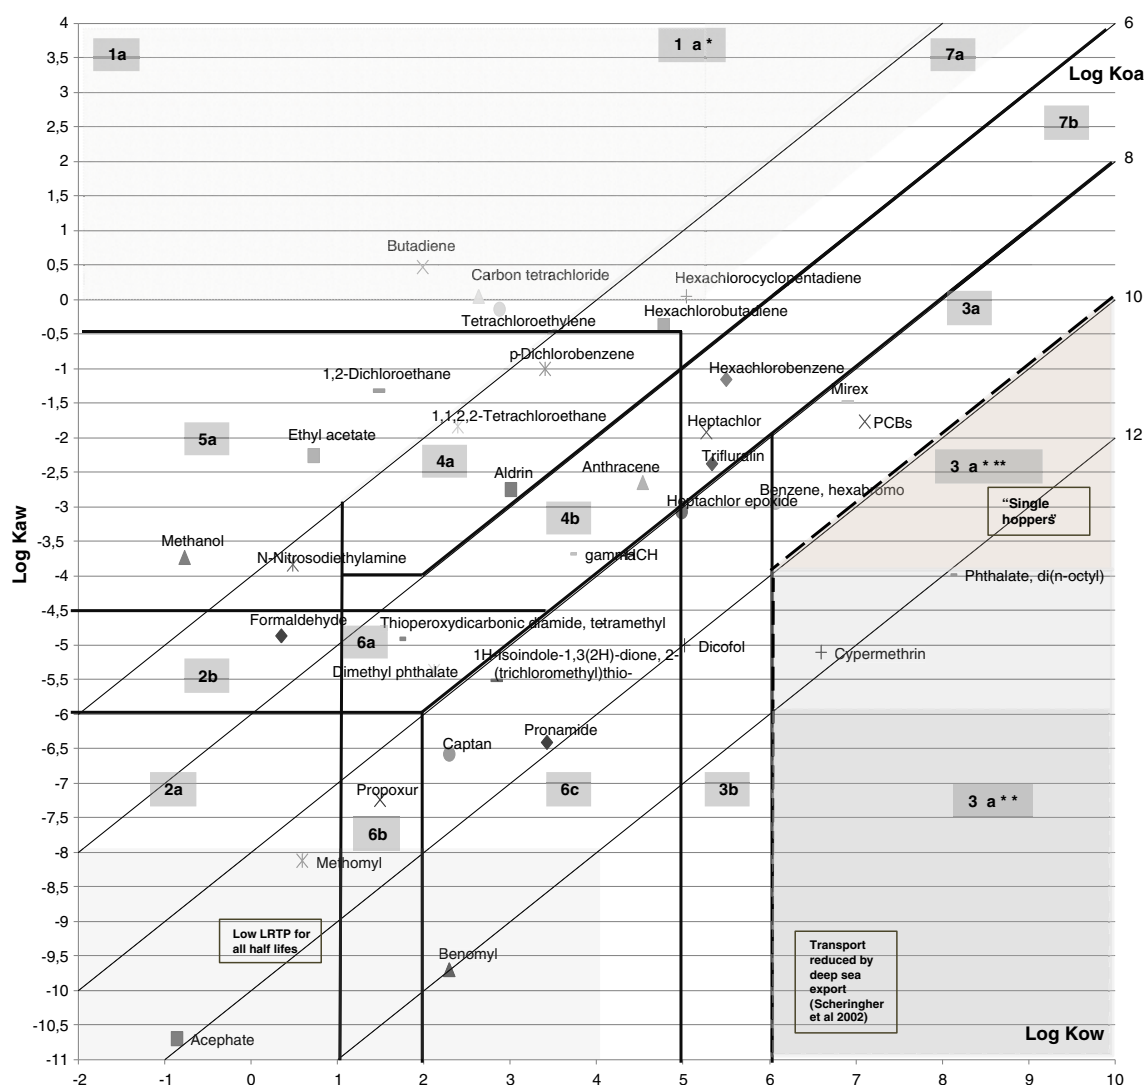 4
6
3,5
1a
1 a *
7a
Log Koa
3
2,5
7b
2
8
1,5
1
Butadiene
0,5
Carbon tetrachloride
Hexachlorocyclopentadiene
0
10
3a
Hexachlorobutadiene
Tetrachloroethylene
-0,5
p-Dichlorobenzene
-1
1,2-Dichloroethane
Hexachlorobenzene
Mirex
-1,5
1,1,2,2-Tetrachloroethane
Heptachlor
PCBs
-2
5a
Ethyl acetate
12
4a
Trifluralin
3 a * **
-2,5
Aldrin
Anthracene
Benzene, hexabromo
-3
Heptachlor epoxide
"Single
hoppers"
4b
-3,5
Methanol
N-Nitrosodiethylamine
gammaHCH
-4
Phthalate, di(n-octyl)
Log Kaw
-4,5
Formaldehyde
Thioperoxydicarbonic diamide, tetramethyl
-5
6a
Dicofol
Cypermethrin
1H-Isoindole-1,3(2H)-dione, 2-
(trichloromethyl)thio-
Dimethyl phthalate
-5,5
2b
-6
-6,5
Captan
Pronamide
-7
2a
Propoxur
6c
3b
3 a * *
-7,5
6b
-8
Methomyl
-8,5
-9
Low LRTP for
all half lifes
-9,5
Benomyl
Transport
reduced by
deep sea
export
(Scheringher
et al 2002)
-10
-10,5
Acephate
Log Kow
-11
-2 -1 0 1 2 3 4 5 6 7 8 9 10